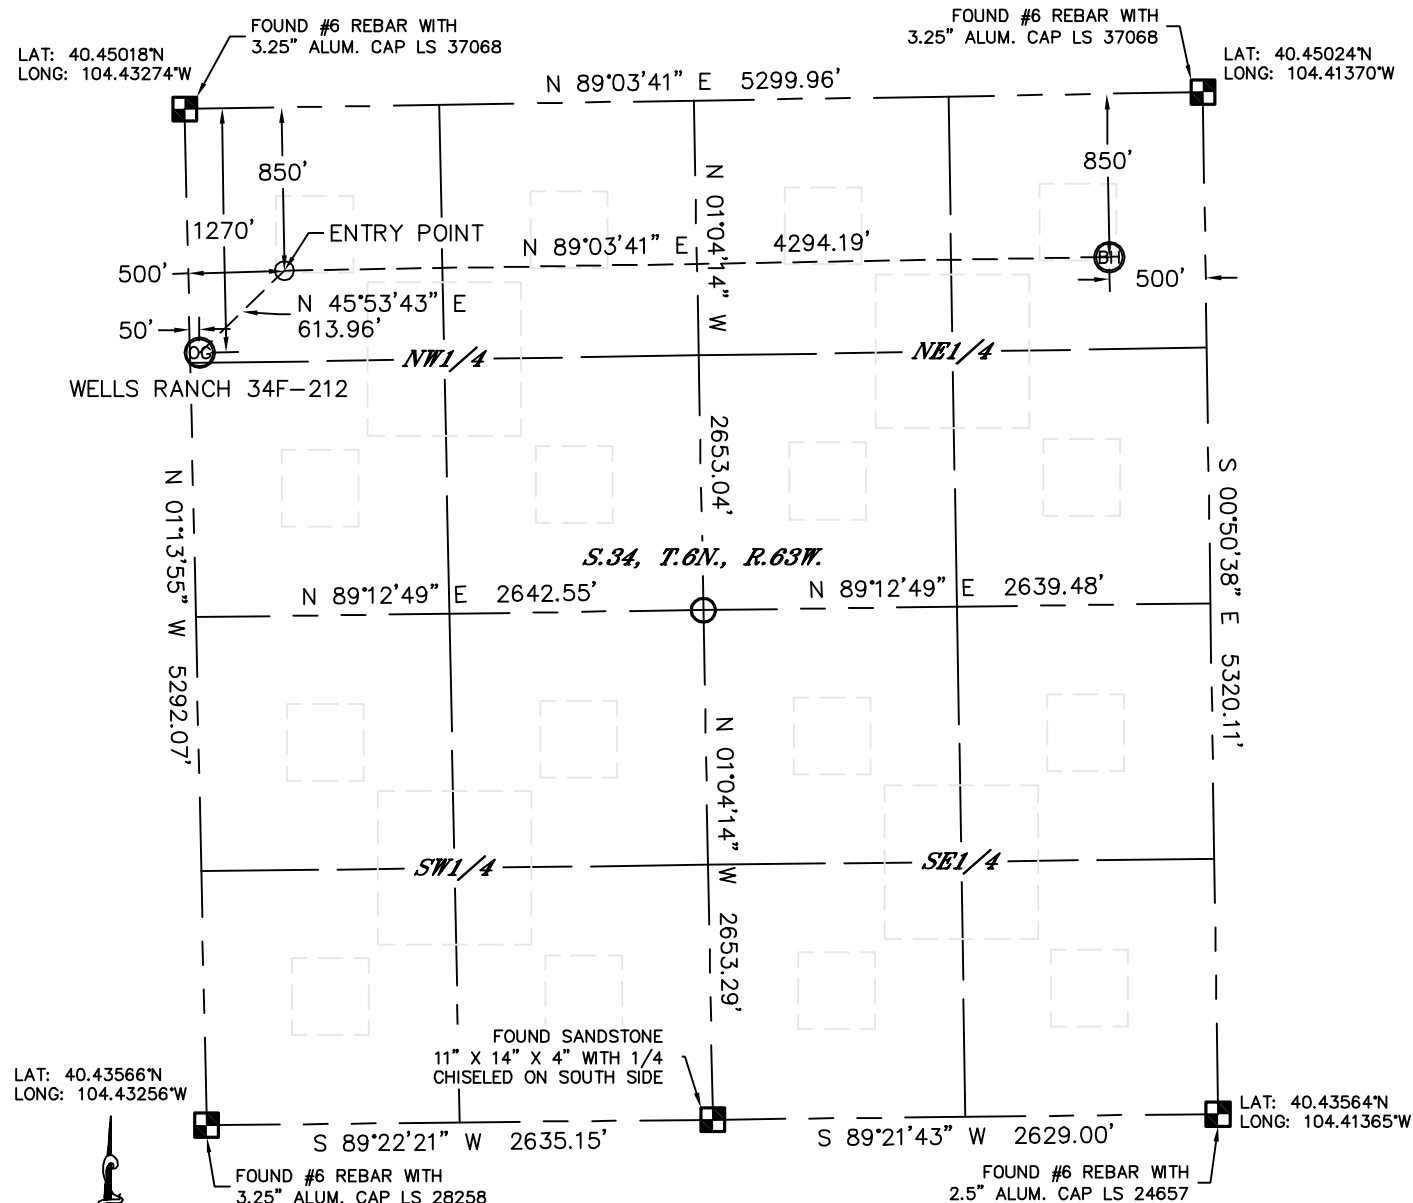 FOUND #6 REBAR WITH
3.25" ALUM. CAP LS 37068
LAT: 40.45018°N
LONG: 104.43274°W
FOUND #6 REBAR WITH
3.25" ALUM. CAP LS 37068
LAT: 40.45024°N
LONG: 104.41370°W
N 89°03'41" E 5299.96'
850'
850'
1270'
ENTRY POINT
N 89°03'41" E 4294.19'
N 01°04'14" W 2653.04'
BH
500'
500'
N 45°53'43" E
613.96'
50'
OG
NW1/4
NE1/4
WELLS RANCH 34F-212
N 01°13'55" W 5292.07'
S 00°50'38" E 5320.11'
S.34, T.6N., R.63W.
N 89°12'49" E 2642.55'
N 89°12'49" E 2639.48'
N 01°04'14" W 2653.29'
SW1/4
SE1/4
FOUND SANDSTONE
11" X 14" X 4" WITH 1/4
CHISELED ON SOUTH SIDE
LAT: 40.43566°N
LONG: 104.43256°W
LAT: 40.43564°N
LONG: 104.41365°W
S 89°22'21" W 2635.15'
S 89°21'43" W 2629.00'
FOUND #6 REBAR WITH
3.25" ALUM. CAP LS 28258
FOUND #6 REBAR WITH
2.5" ALUM. CAP LS 24657